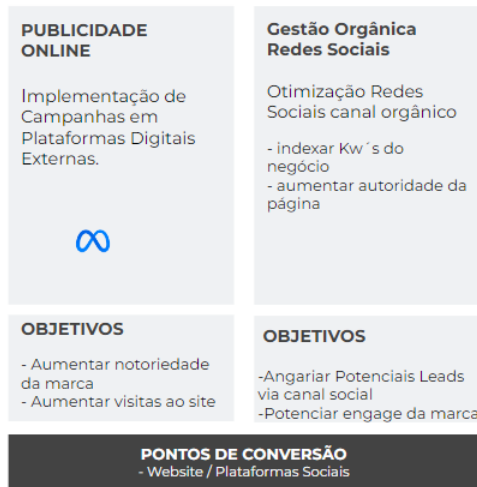 PUBLICIDADE
ONLINE
Implementação de
Campanhas em
Plataformas Digitais
Externas.
Gestão Orgânica
Redes Sociais
Otimização Redes
Sociais canal orgânico
- indexar Kw´s do
negócio
- aumentar autoridade da
página
OBJETIVOS
- Aumentar notoriedade
da marca
- Aumentar visitas ao site
OBJETIVOS
-Angariar Potenciais Leads
via canal social
-Potenciar engage da marca
PONTOS DE CONVERSÃO
- Website / Plataformas Sociais